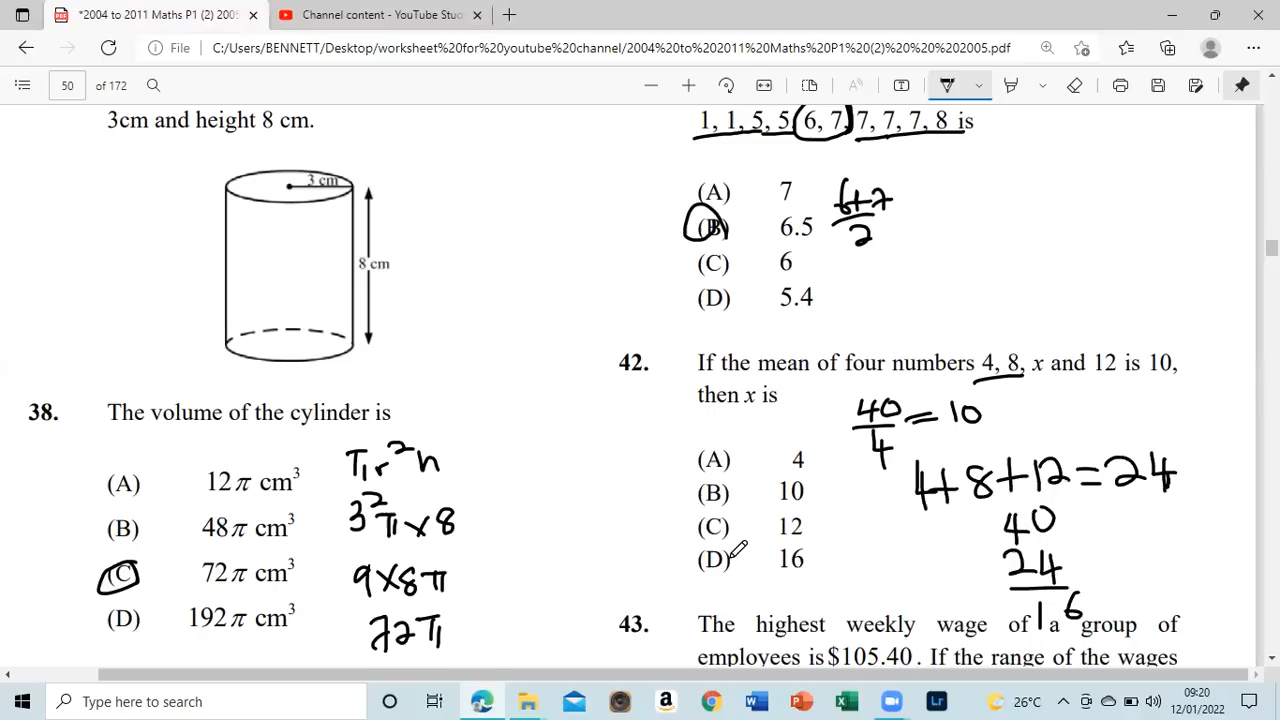 *2004 to 2011 Maths P1 (2) 2005
Channel content - YouTube Stu
File
C:/Users/BENNETT/Desktop/worksheet%20for%20youtube%20channel/2004%20to%202011%20Maths%20P1%20(2)%20%20%202005.pdf
50 of 172
3cm and height 8 cm.
3 cm
8 cm
38. The volume of the cylinder is
(A) 12π cm³
(B) 48π cm³
(C) 72π cm³
(D) 192π cm³
πr²h
3²π×8
9×8π
72π
1, 1, 5, 5, 6, 7, 7, 7, 7, 8 is
(A) 7
(B) 6.5
(C) 6
(D) 5.4
6+7
2
42. If the mean of four numbers 4, 8, x and 12 is 10,
then x is
(A) 4
(B) 10
(C) 12
(D) 16
40/4 = 10
4+8+12=24
40
24
16
43. The highest weekly wage of a group of
employees is $105.40. If the range of the wages
Type here to search
26°C
09:20
12/01/2022